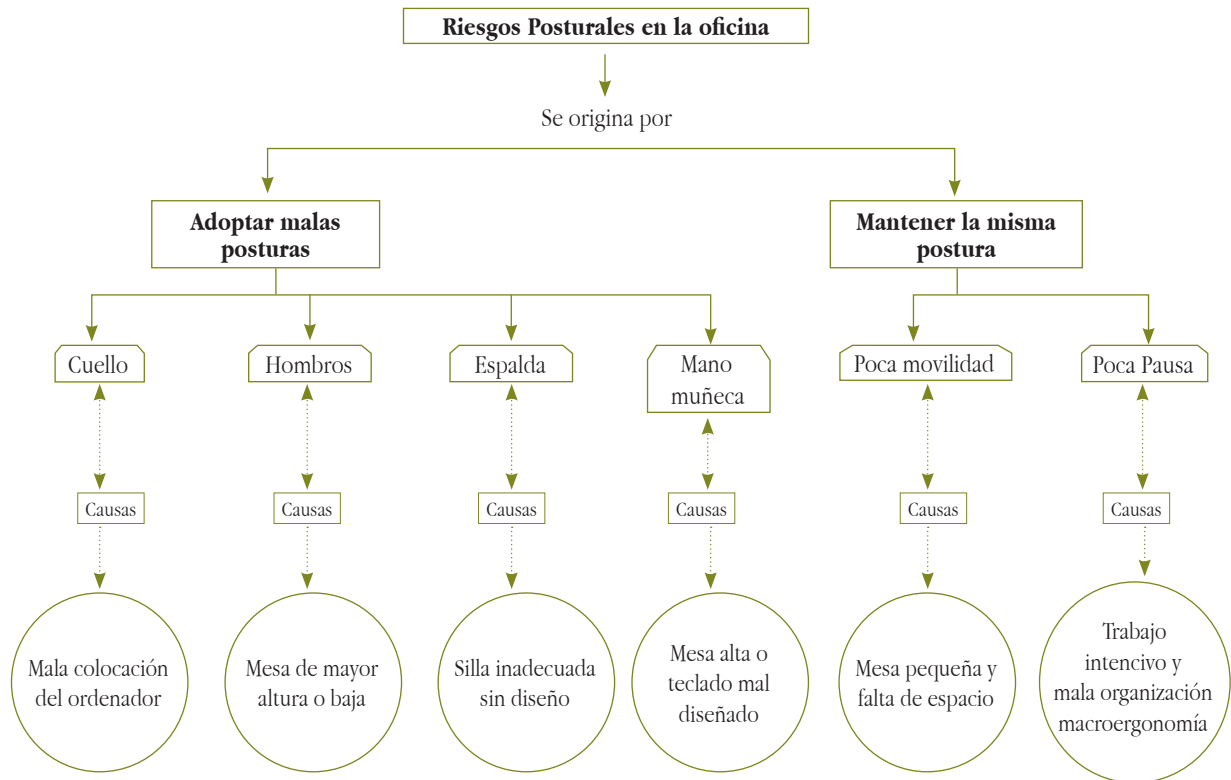 Riesgos Posturales en la oficina
Se origina por
Adoptar malas
posturas
Mantener la misma
postura
Cuello
Hombros
Espalda
Mano
muñeca
Poca movilidad
Poca Pausa
Causas
Causas
Causas
Causas
Causas
Causas
Mala colocación
del ordenador
Mesa de mayor
altura o baja
Silla inadecuada
sin diseño
Mesa alta o
teclado mal
diseñado
Mesa pequeña y
falta de espacio
Trabajo
intencivo y
mala organización
macroergonomía